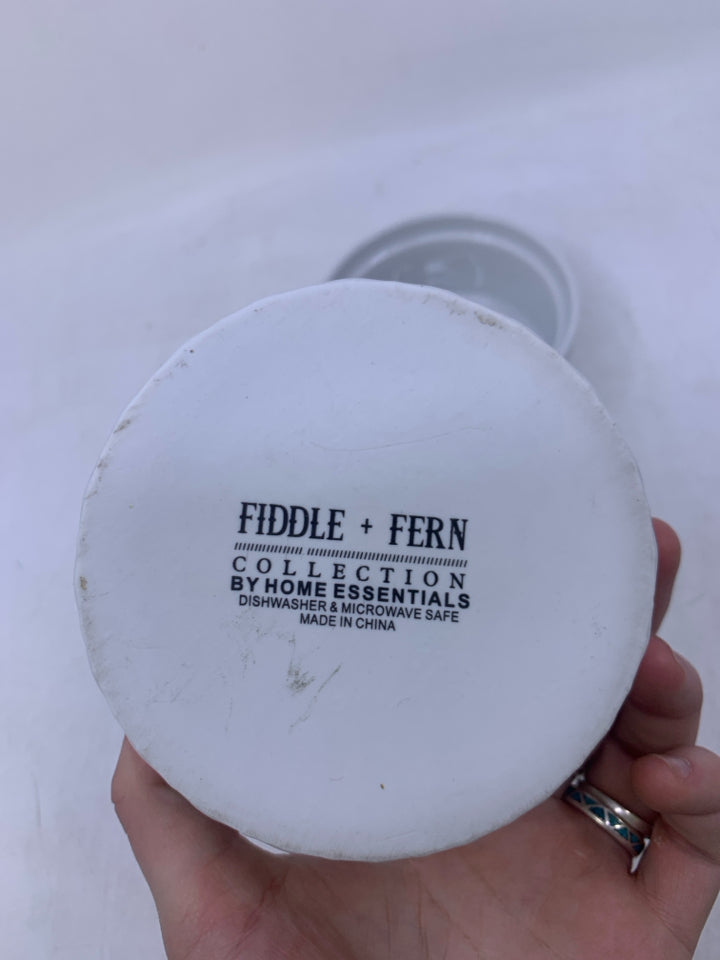 FIDDLE + FERN
COLLECTION
BY HOME ESSENTIALS
DISHWASHER & MICROWAVE SAFE
MADE IN CHINA